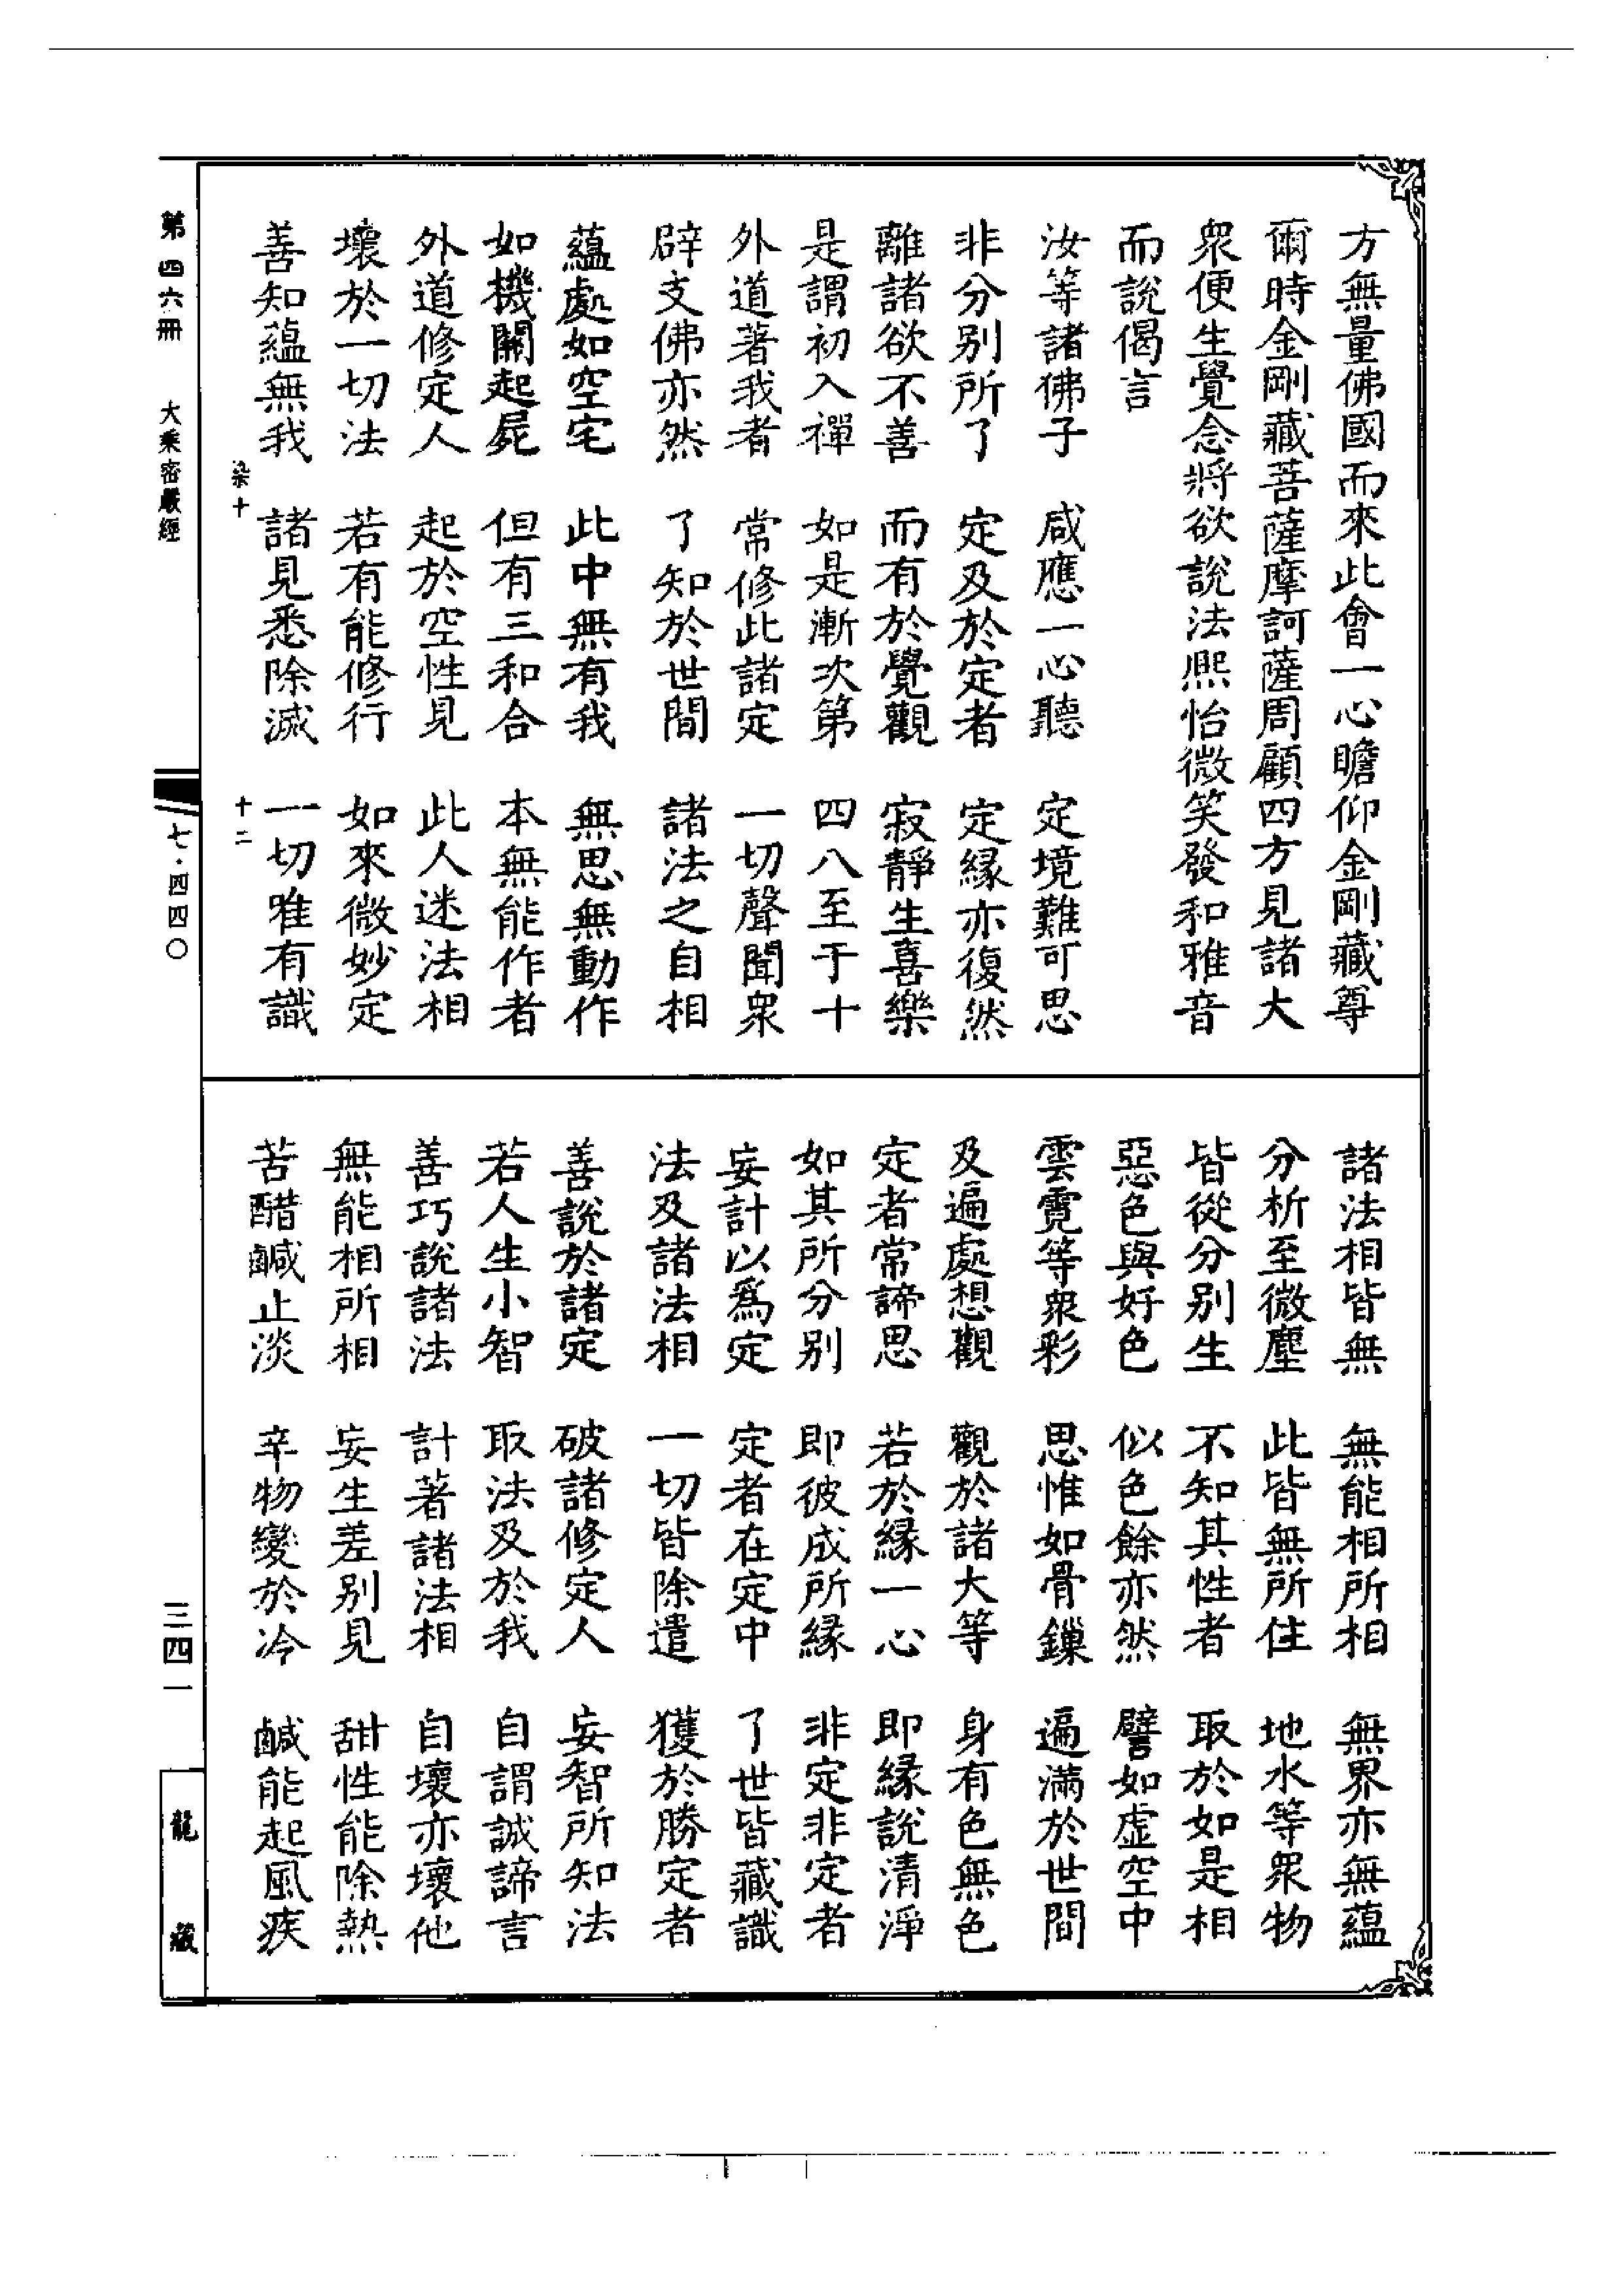 方無量佛國而來此會一心瞻仰金剛藏尊
爾時金剛藏菩薩摩訶薩周顧四方見諸大
眾便生覺念將欲說法熙怡微笑發和雅音
而說偈言
汝等諸佛子　咸應一心聽　定境難可思
非分別所了　定及於定者　定緣亦復然
離諸欲不善　而有於覺觀　寂靜生喜樂
是謂初入禪　如是漸次第　四八至于十
外道著我者　常修此諸定　一切聲聞眾
辟支佛亦然　了知於世間　諸法之自相
蘊處如空宅　此中無有我　無思無動作
如機關起屍　但有三和合　本無能作者
外道修定人　起於空性見　此人迷法相
壞於一切法　若有能修行　如來微妙定
善知蘊無我　諸見悉除滅　一切唯有識
諸法相皆無　無能相所相　無界亦無蘊
分析至微塵　此皆無所住　地水等眾物
皆從分別生　不知其性者　取於如是相
惡色與好色　似色餘亦然　譬如虛空中
雲霓等眾彩　思惟如骨鏁　遍滿於世間
及遍處想觀　觀於諸大等　身有色無色
定者常諦思　若於緣一心　即緣說清淨
如其所分別　即彼成所緣　非定非定者
妄計以為定　定者在定中　了世皆藏識
法及諸法相　一切皆除遣　獲於勝定者
善說於諸定　破諸修定人　妄智所知法
若人生小智　取法及於我　自謂誠諦言
善巧說諸法　計著諸法相　自壞亦壞他
無能相所相　妄生差別見　甜性能除熱
苦醋鹹止淡　辛物變於冷　鹹能起風疾
染十　十二
第四六冊　大乘密嚴經　七·四四〇　三四一　龍藏